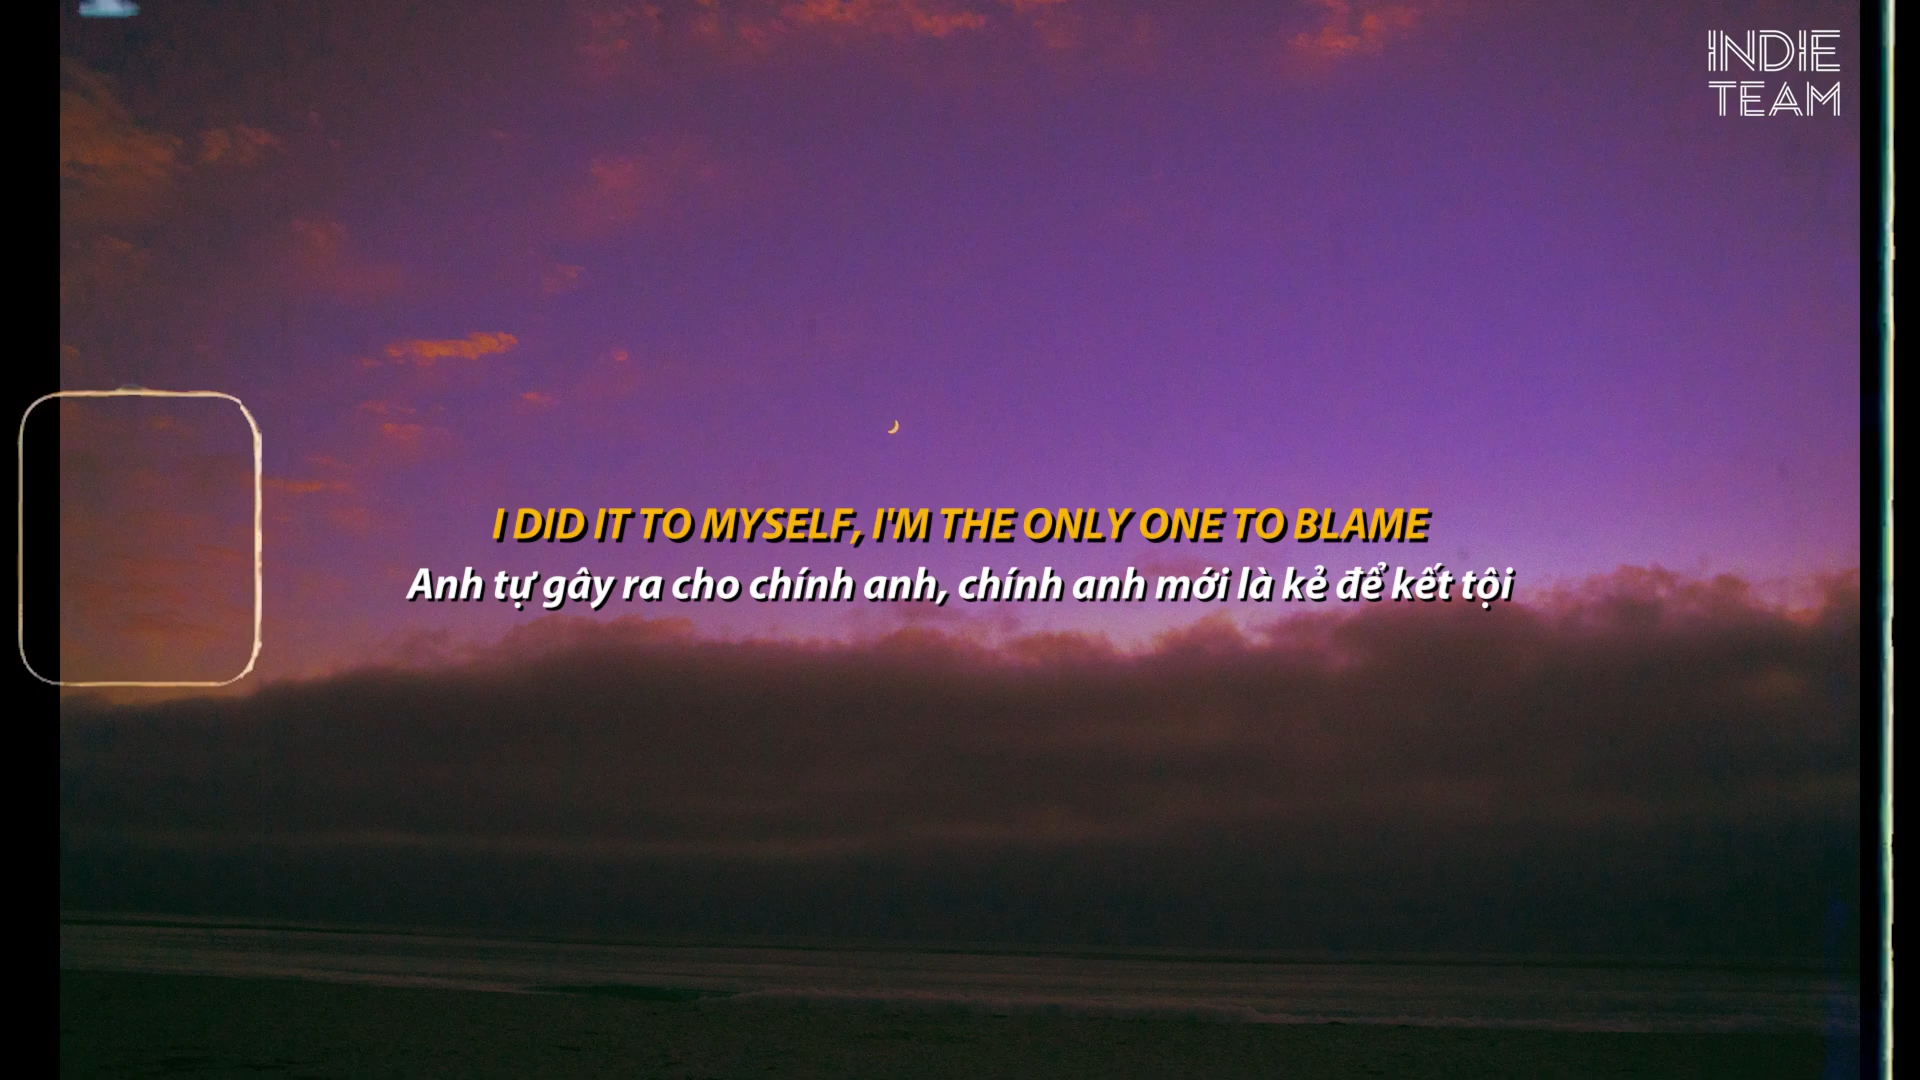 INDIE
TEAM
I DID IT TO MYSELF, I'M THE ONLY ONE TO BLAME
Anh tự gây ra cho chính anh, chính anh mới là kẻ để kết tội